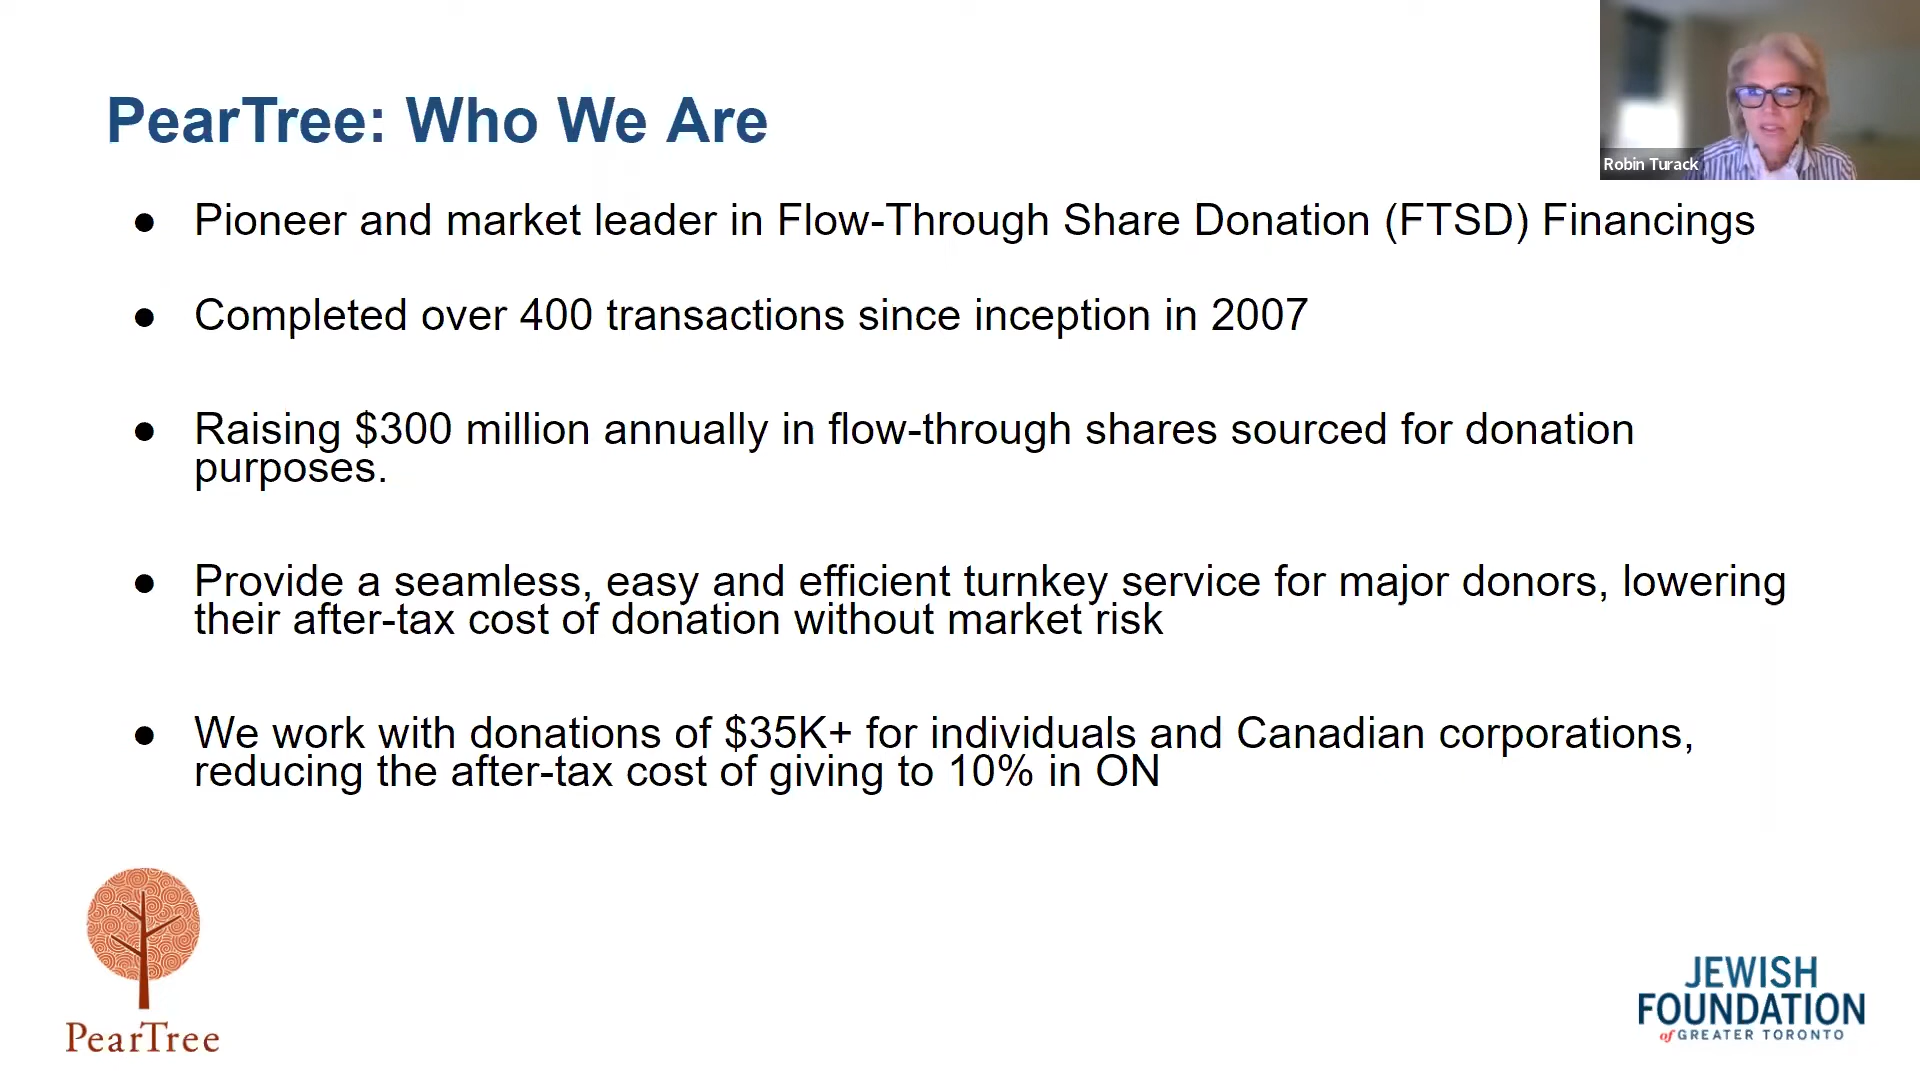 PearTree: Who We Are
Robin Turack
● Pioneer and market leader in Flow-Through Share Donation (FTSD) Financings
● Completed over 400 transactions since inception in 2007
● Raising $300 million annually in flow-through shares sourced for donation
purposes.
● Provide a seamless, easy and efficient turnkey service for major donors, lowering
their after-tax cost of donation without market risk
● We work with donations of $35K+ for individuals and Canadian corporations,
reducing the after-tax cost of giving to 10% in ON
PearTree
JEWISH
FOUNDATION
of GREATER TORONTO